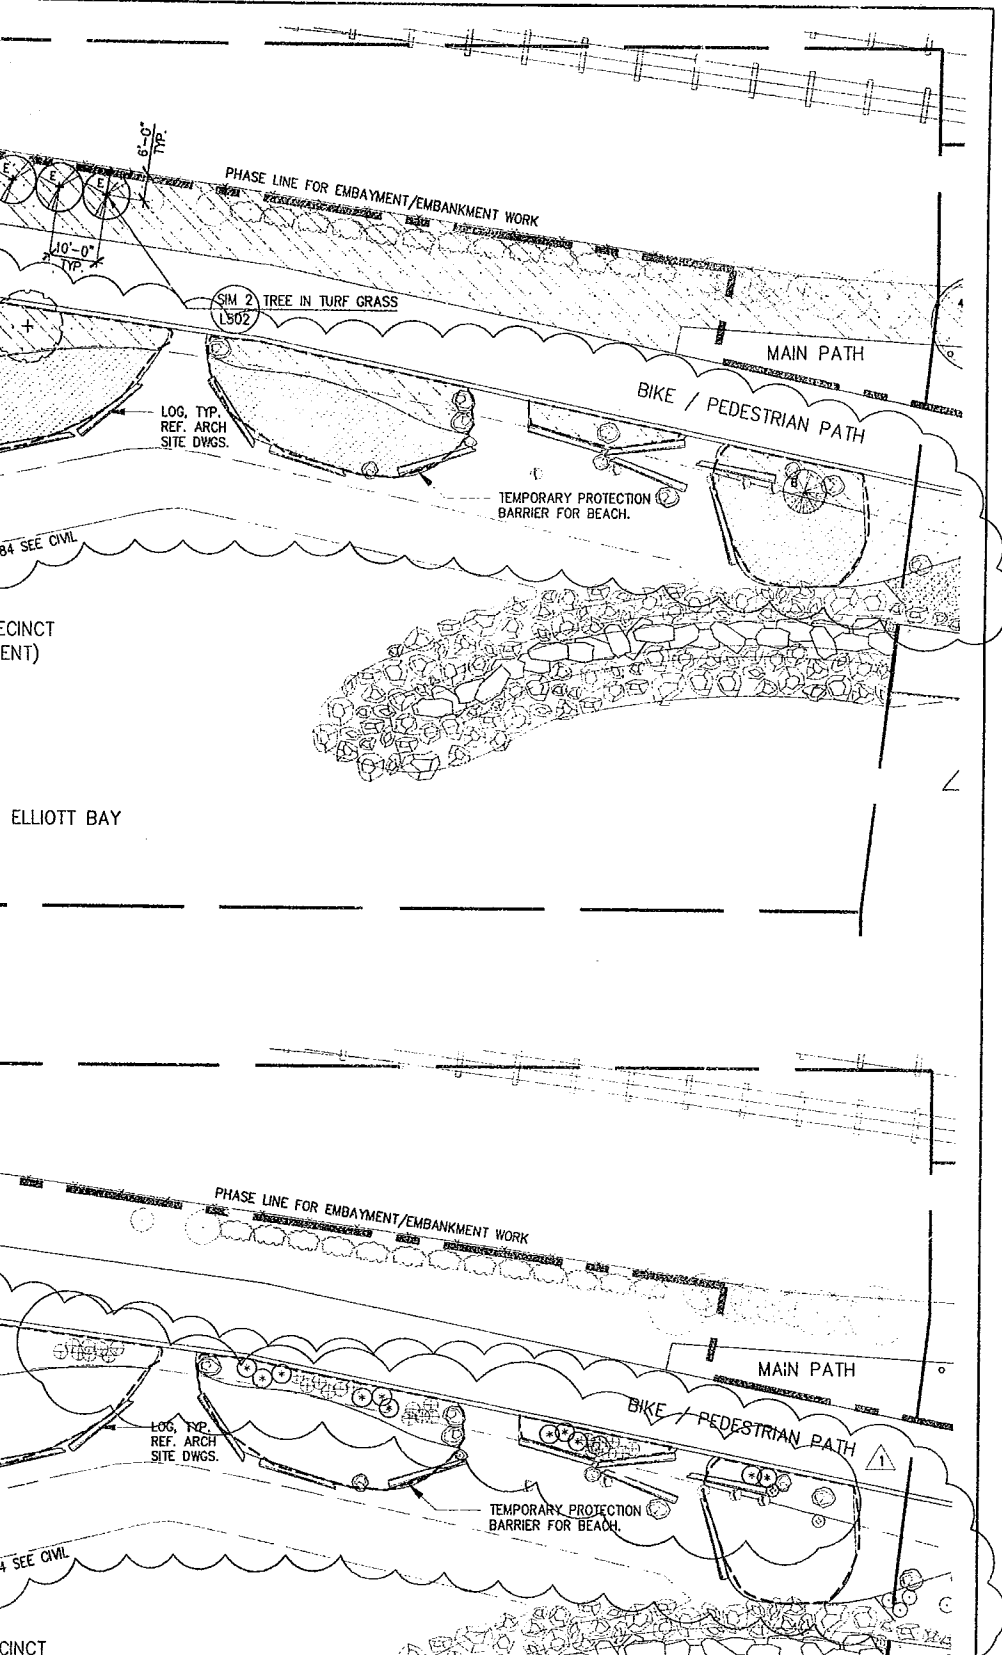 6'-0"
TYP.
E
E
E
PHASE LINE FOR EMBAYMENT/EMBANKMENT WORK
10'-0"
TYP.
SIM 2
L502
TREE IN TURF GRASS
MAIN PATH
BIKE / PEDESTRIAN PATH
LOG, TYP.
REF. ARCH
SITE DWGS.
TEMPORARY PROTECTION
BARRIER FOR BEACH.
84 SEE CIVIL
ECINCT
ENT)
ELLIOTT BAY
PHASE LINE FOR EMBAYMENT/EMBANKMENT WORK
MAIN PATH
BIKE / PEDESTRIAN PATH
1
LOG, TYP.
REF. ARCH
SITE DWGS.
TEMPORARY PROTECTION
BARRIER FOR BEACH.
4 SEE CIVIL
CINCT